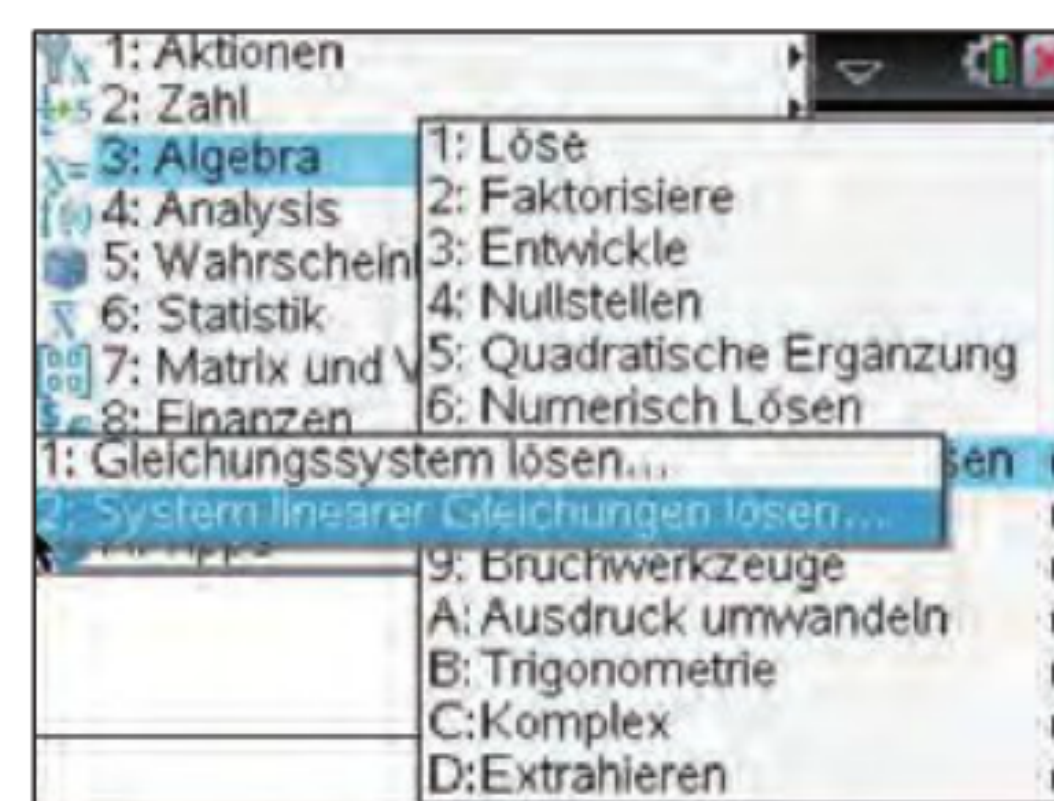 1: Aktionen
2: Zahl
3: Algebra
4: Analysis
5: Wahrscheinl
6: Statistik
7: Matrix und V
8: Finanzen
1: Löse
2: Faktorisiere
3: Entwickle
4: Nullstellen
5: Quadratische Ergänzung
6: Numerisch Lösen
sen
1: Gleichungssystem lösen...
2: System linearer Gleichungen lösen...
9: Bruchwerkzeuge
A: Ausdruck umwandeln
B: Trigonometrie
C:Komplex
D:Extrahieren